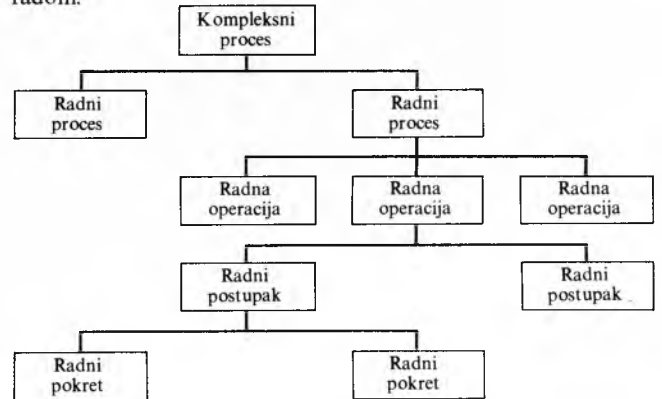 radom.
Kompleksni
proces
Radni
proces
Radni
proces
Radna
operacija
Radna
operacija
Radna
operacija
Radni
postupak
Radni
postupak
Radni
pokret
Radni
pokret